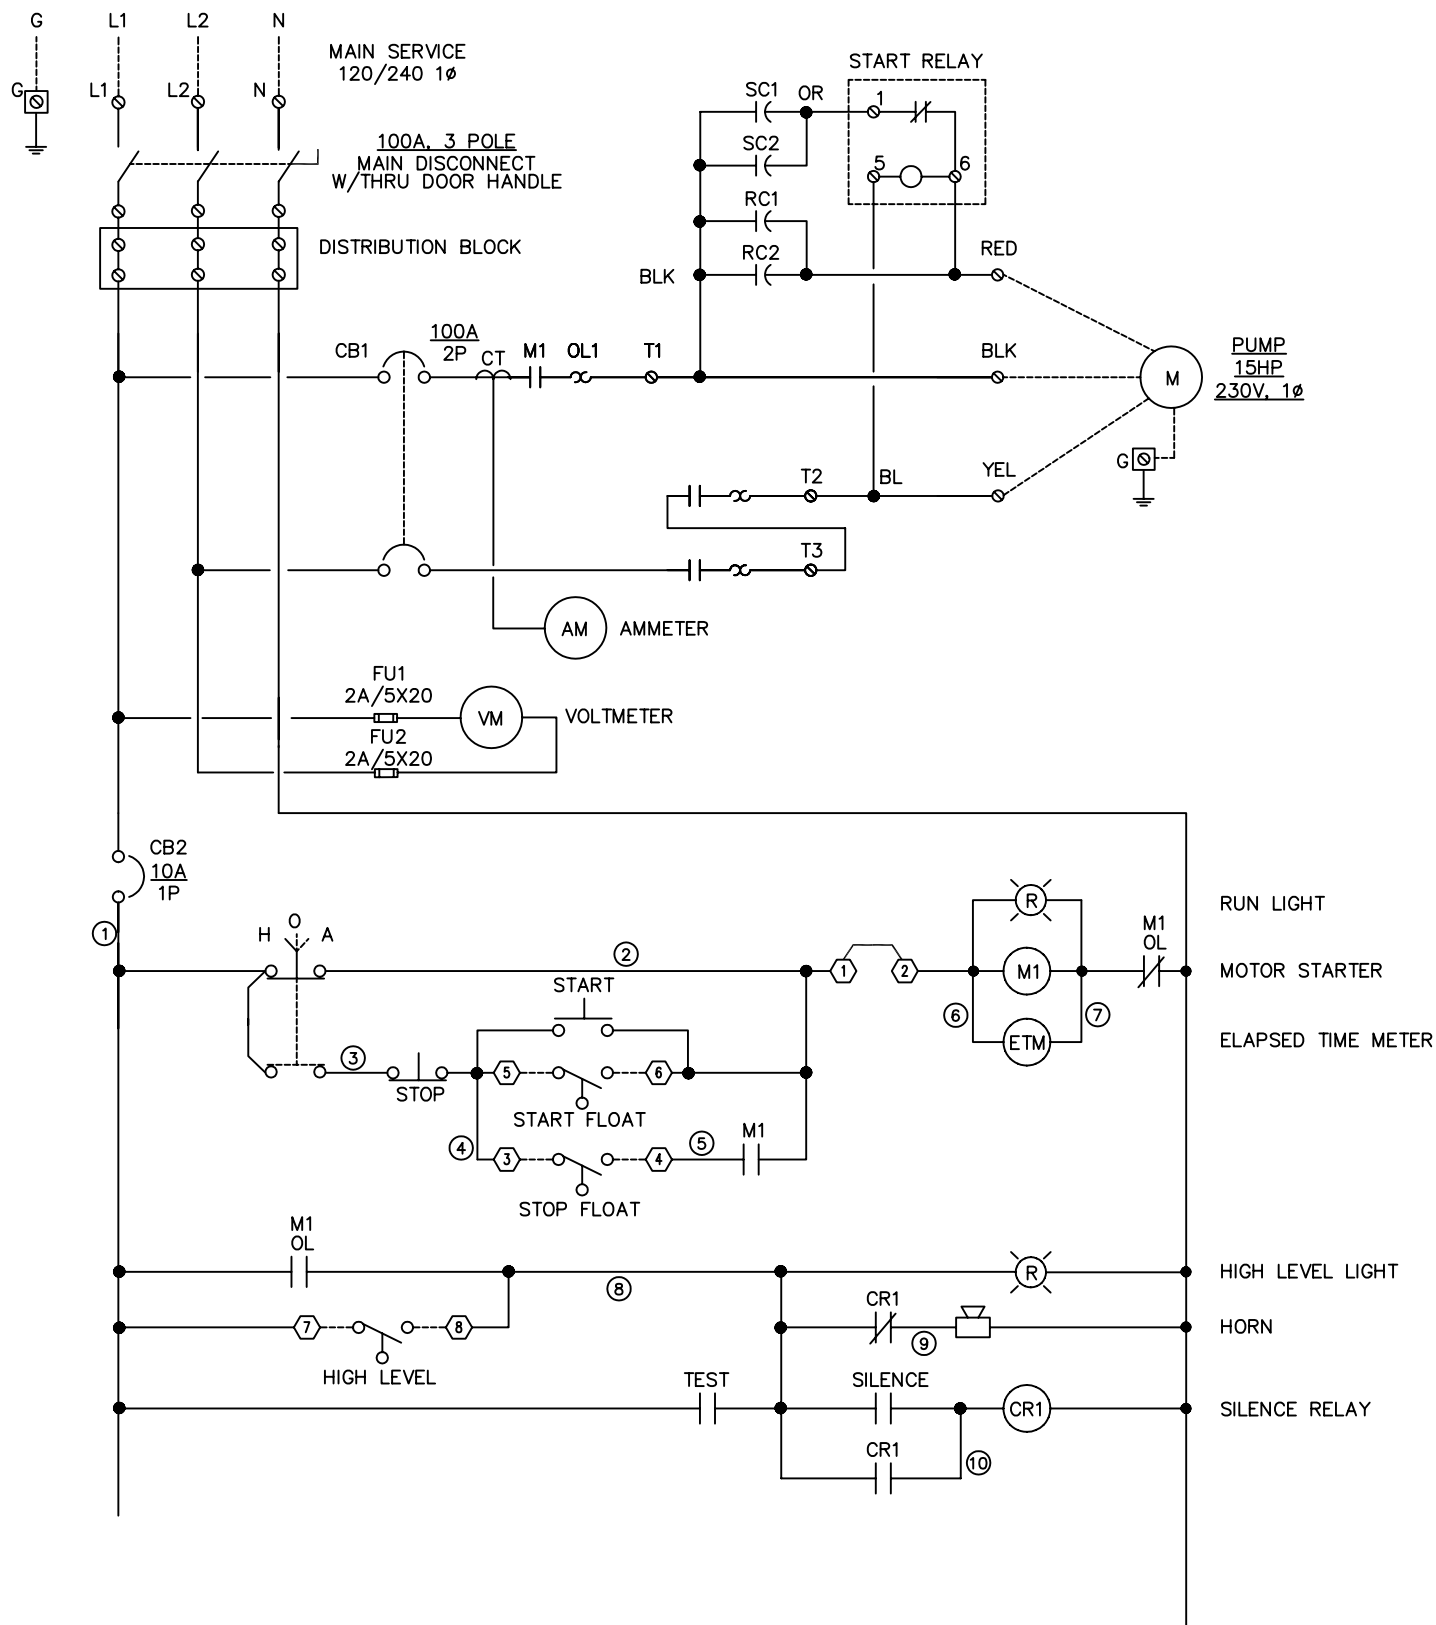 G L1 L2 N
MAIN SERVICE
120/240 1ø
G L1 L2 N
100A, 3 POLE
MAIN DISCONNECT
W/THRU DOOR HANDLE
DISTRIBUTION BLOCK
START RELAY
SC1 OR 1
SC2
5 6
RC1
RC2
BLK
RED
CB1
100A
2P
CT M1 OL1 T1
BLK
M
PUMP
15HP
230V, 1ø
G
T2 BL YEL
T3
AM AMMETER
FU1
2A/5X20
VM VOLTMETER
FU2
2A/5X20
CB2
10A
1P
1
H O A
2
START
1 2
R RUN LIGHT
M1
OL
M1 MOTOR STARTER
6 7
ETM ELAPSED TIME METER
3
STOP
5 6
START FLOAT
4
3 4
5
M1
STOP FLOAT
M1
OL
8
R HIGH LEVEL LIGHT
7 8
HIGH LEVEL
CR1
9
HORN
TEST
SILENCE
CR1 SILENCE RELAY
CR1
10